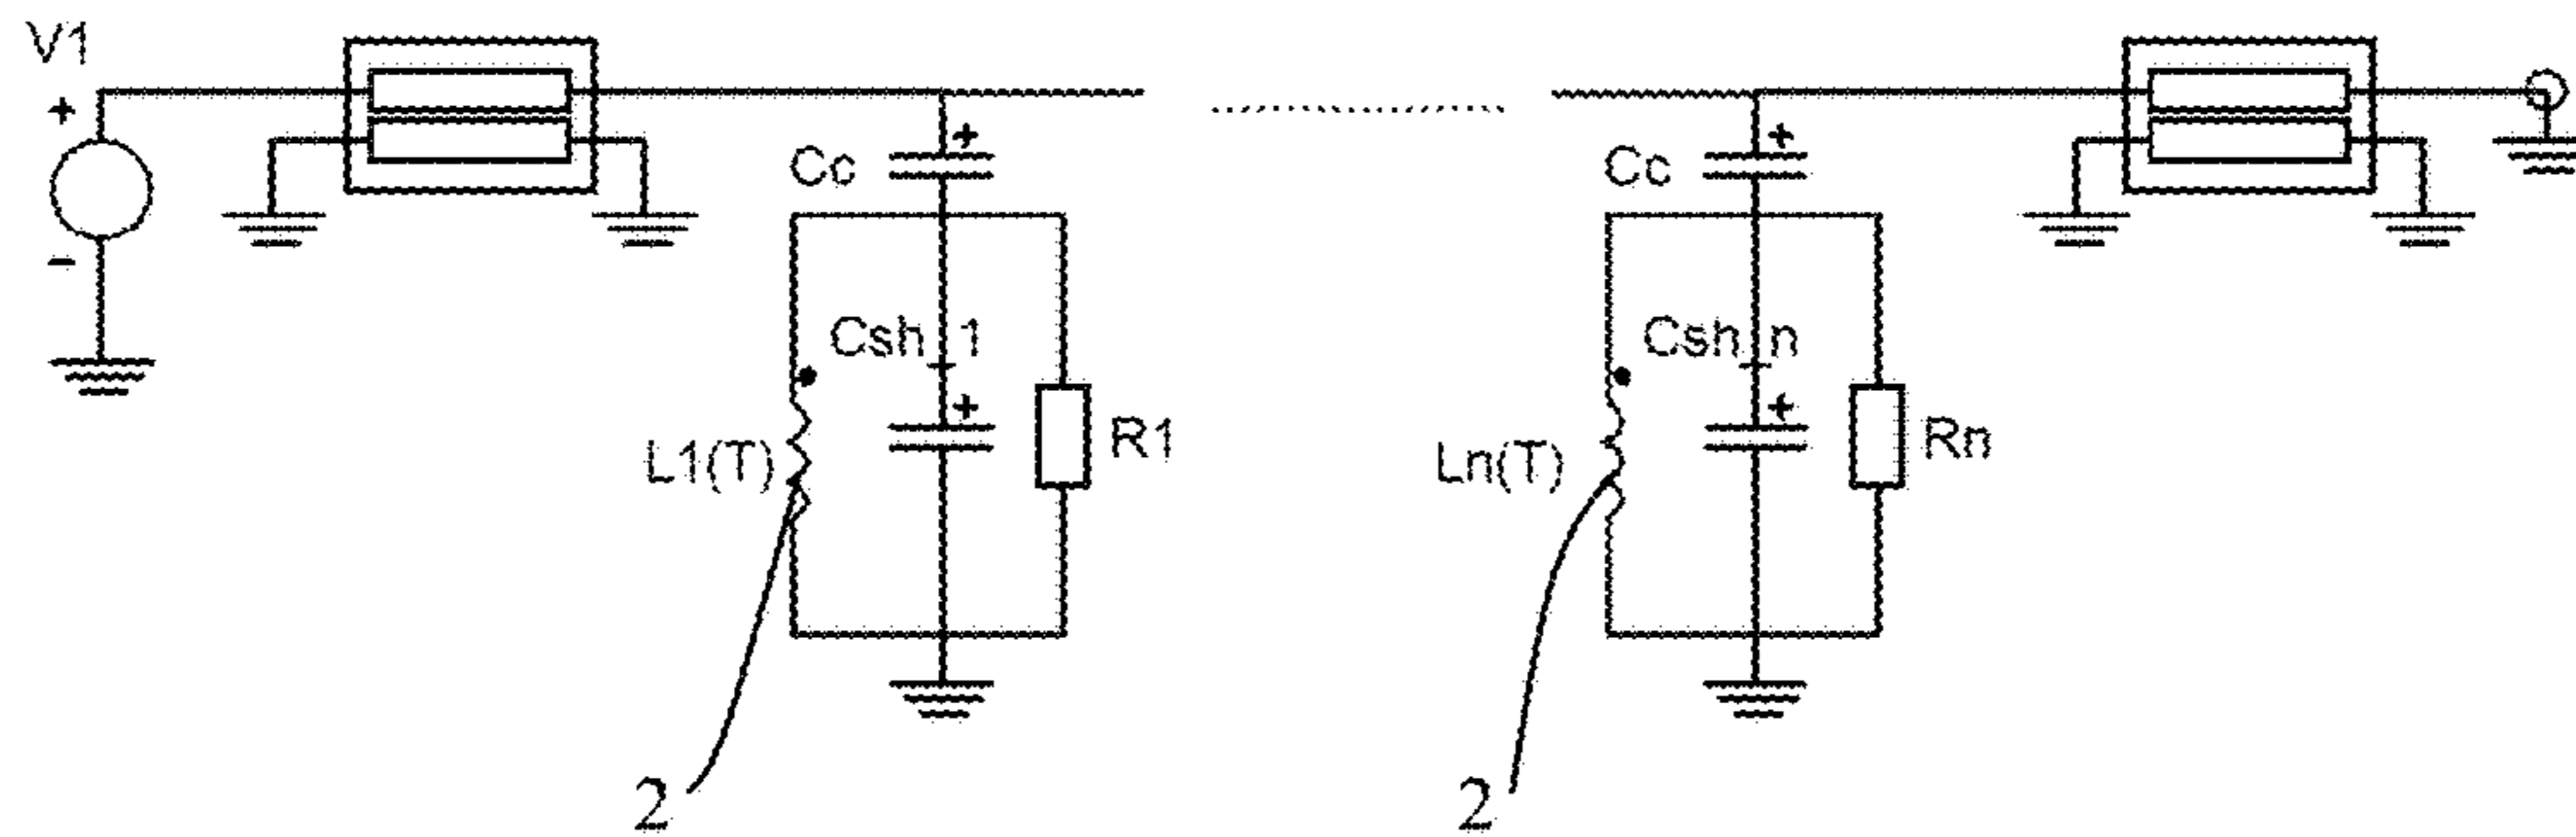 V1
+
-
Cc
+
Csh_1
+
L1(T)
R1
2
Cc
+
Csh_n
+
Ln(T)
Rn
2